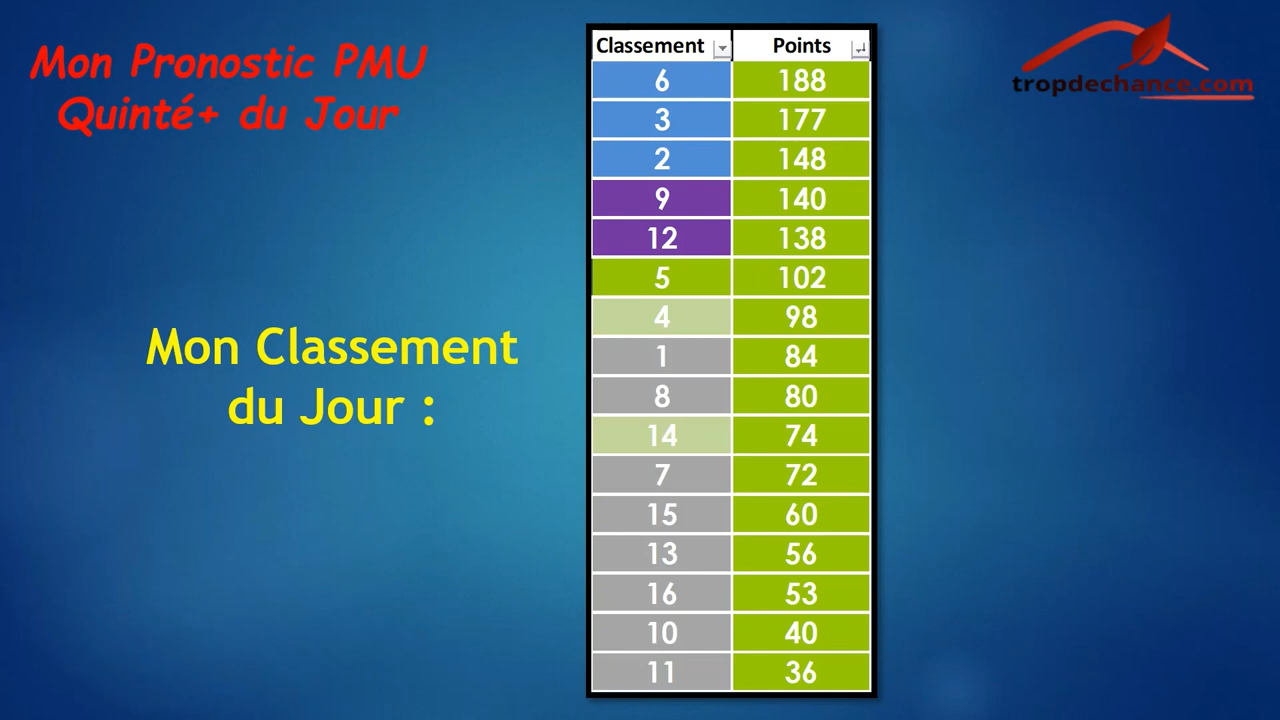 Mon Pronostic PMU
Quinté+ du Jour
tropdechance.com
Mon Classement
du Jour :
Classement Points
6 188
3 177
2 148
9 140
12 138
5 102
4 98
1 84
8 80
14 74
7 72
15 60
13 56
16 53
10 40
11 36